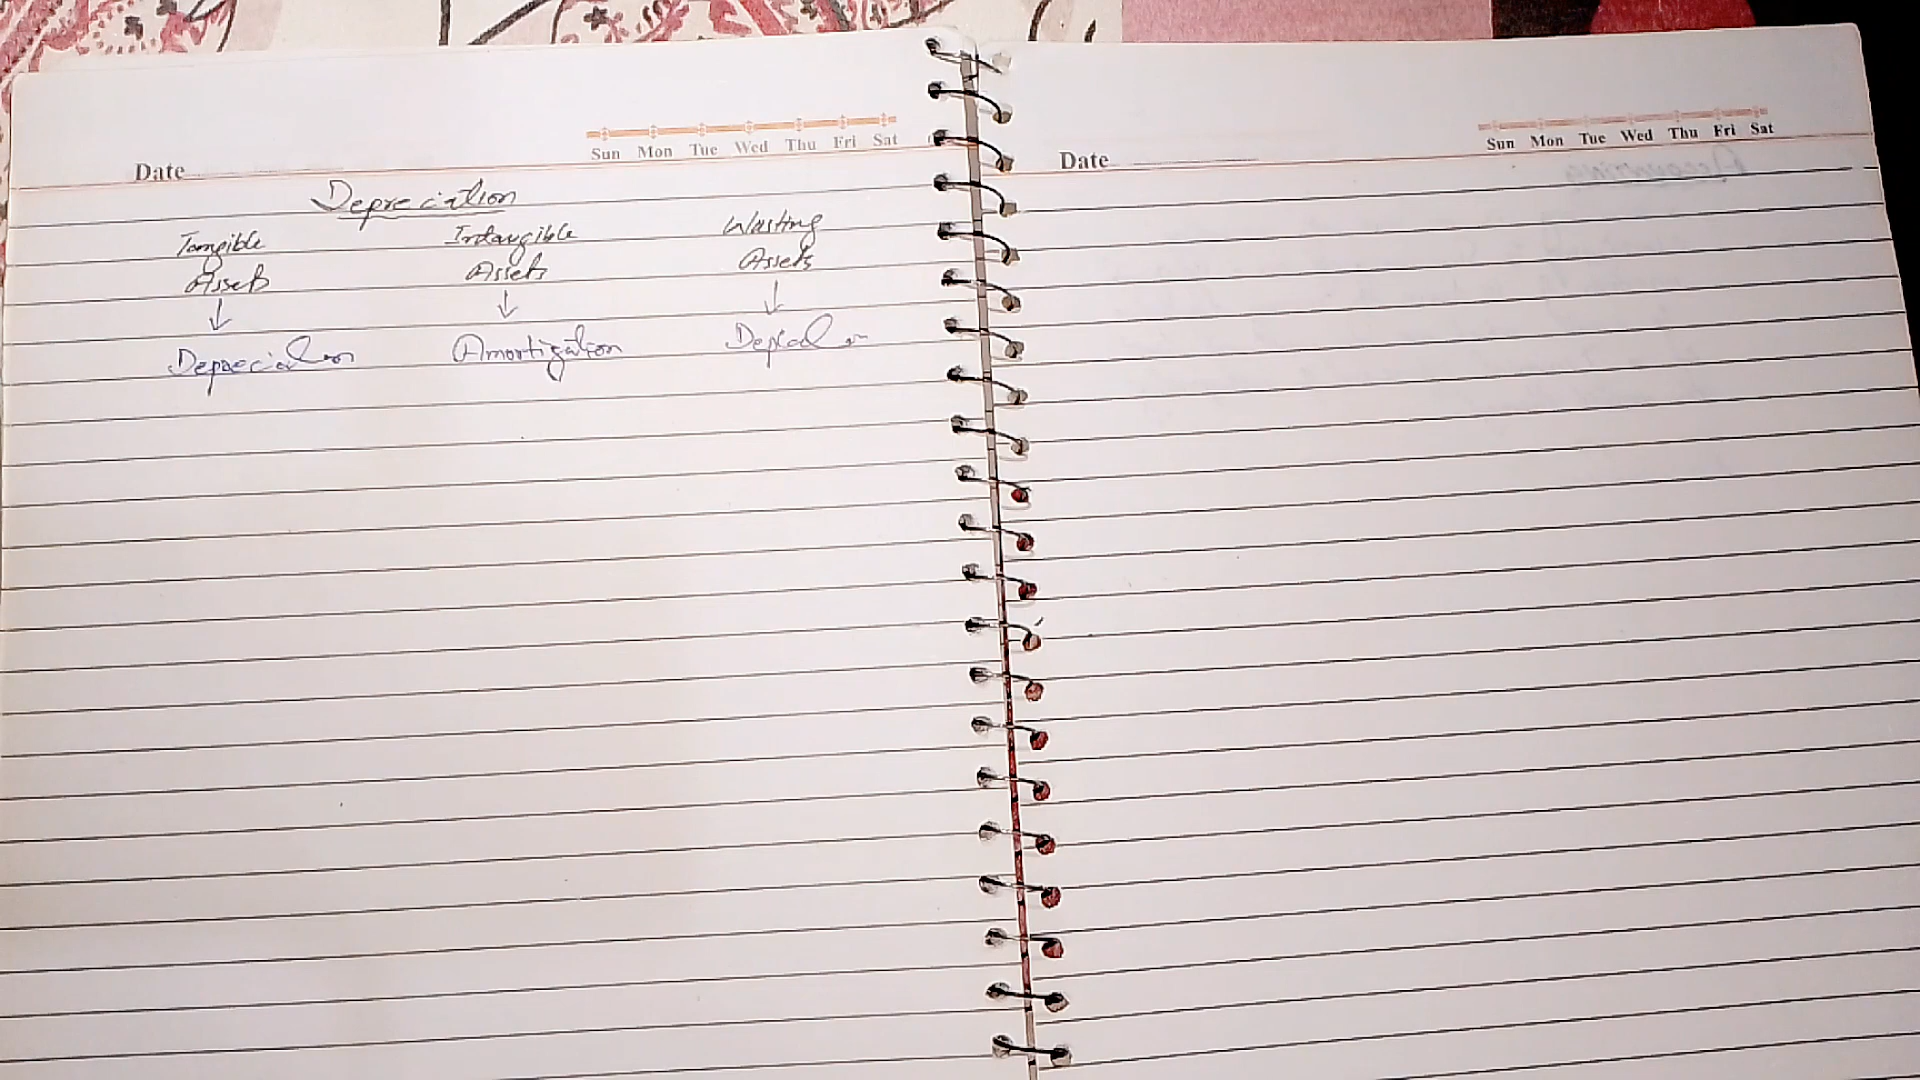 Sun Mon Tue Wed Thu Fri Sat
Date
Depreciation
Tangible Assets
↓
Depreciation
Intangible Assets
↓
Amortization
Wasting Assets
↓
Sun Mon Tue Wed Thu Fri Sat
Date